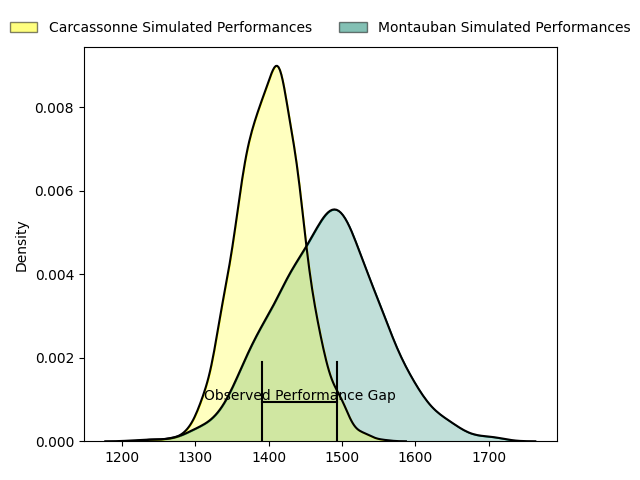 Carcassonne Simulated Performances
Montauban Simulated Performances
Density
0.008
0.006
0.004
0.002
0.000
Observed Performance Gap
1200 1300 1400 1500 1600 1700